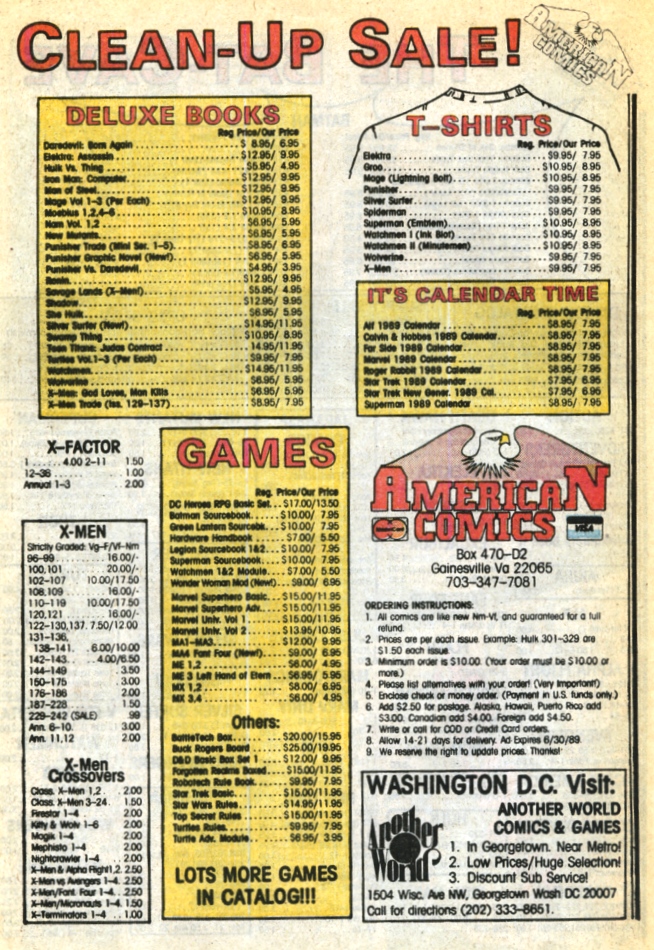 CLEAN-UP SALE!
AMERICAN
COMICS
DELUXE BOOKS
Reg Price/Our Price
Daredevil: Born Again $ 8.95/ 6.95
Elektra: Assassin $12.95/ 9.95
Hulk Vs. Thing $5.95/ 4.95
Iron Man: Computer $12.95/ 9.95
Man of Steel $12.95/ 9.95
Mage Vol 1-3 (Per Each) $12.95/ 9.95
Moebius 1,2,4-6 $10.95/ 8.95
Nam Vol. 1,2 $6.95/ 5.95
New Mutants $6.95/ 5.95
Punisher Trade (Mini Ser. 1-5) $8.95/ 6.95
Punisher Graphic Novel (New!) $6.95/ 5.95
Punisher Vs. Daredevil $4.95/ 3.95
Ronin $12.95/ 9.95
Savage Lands (X-Men!) $5.95/ 4.95
Shadow $12.95/ 9.95
She Hulk $6.95/ 5.95
Silver Surfer (New!) $14.95/11.95
Swamp Thing $10.95/ 8.95
Teen Titans: Judas Contract $14.95/11.95
Turtles Vol.1-3 (Per Each) $9.95/ 7.95
Watchmen $14.95/11.95
Wolverine $6.95/ 5.95
X-Men: God Loves, Man Kills $6.95/ 5.95
X-Men Trade (Iss. 129-137) $8.95/ 7.95
T-SHIRTS
Reg. Price/Our Price
Elektra $9.95/ 7.95
Groo $10.95/ 8.95
Mage (Lightning Bolt) $10.95/ 8.95
Punisher $9.95/ 7.95
Silver Surfer $9.95/ 7.95
Spiderman $9.95/ 7.95
Superman (Emblem) $10.95/ 8.95
Watchmen I (Ink Blot) $10.95/ 8.95
Watchmen II (Minutemen) $10.95/ 8.95
Wolverine $9.95/ 7.95
X-Men $9.95/ 7.95
IT'S CALENDAR TIME
Reg. Price/Our Price
Alf 1989 Calendar $8.95/ 7.95
Calvin & Hobbes 1989 Calendar $8.95/ 7.95
Far Side 1989 Calendar $8.95/ 7.95
Marvel 1989 Calendar $8.95/ 7.95
Roger Rabbit 1989 Calendar $8.95/ 7.95
Star Trek 1989 Calendar $7.95/ 6.95
Star Trek New Gener. 1989 Cal. $7.95/ 6.95
Superman 1989 Calendar $8.95/ 7.95
X-FACTOR
1 ...... 4.00 2-11 1.50
12-36 1.00
Annual 1-3 2.00
X-MEN
Strictly Graded: Vg-F/Vf-Nm
96-99 16.00/-
100,101 20.00/-
102-107 10.00/17.50
108,109 16.00/-
110-119 10.00/17.50
120,121 16.00/-
122-130,137. 7.50/12.00
131-136,
138-141 6.00/10.00
142-143 4.00/6.50
144-149 3.50
150-175 3.00
176-186 2.00
187-228 1.50
229-242 (SALE) .99
Ann. 6-10 3.00
Ann. 11,12 2.00
X-Men
Crossovers
Class. X-Men 1,2 2.00
Class. X-Men 3-24 1.50
Firestar 1-4 2.00
Kitty & Wolv 1-6 2.00
Magik 1-4 2.00
Mephisto 1-4 2.00
Nightcrawler 1-4 2.00
X-Men & Alpha Flight1,2 2.50
X-Men vs Avengers 1-4 2.50
X-Men/Fant. Four 1-4 2.50
X-Men/Micronauts 1-4 1.50
X-Terminators 1-4 1.00
GAMES
Reg. Price/Our Price
DC Heroes RPG Basic Set $17.00/13.50
Batman Sourcebook $10.00/ 7.95
Green Lantern Sourcebk $10.00/ 7.95
Hardware Handbook $7.00/ 5.50
Legion Sourcebook 1&2 $10.00/ 7.95
Superman Sourcebook $10.00/ 7.95
Watchmen 1&2 Module $7.00/ 5.50
Wonder Woman Mod (New!) $9.00/ 6.95
Marvel Superhero Basic $15.00/11.95
Marvel Superhero Adv $15.00/11.95
Marvel Univ. Vol 1 $15.00/11.95
Marvel Univ. Vol 2 $13.95/10.95
MA1-MA3 $12.00/ 9.95
MA4 Fant Four (New!) $9.00/ 6.95
ME 1,2 $6.00/ 4.95
ME 3 Left Hand of Etern $6.95/ 5.95
MX 1,2 $8.00/ 6.95
MX 3,4 $6.00/ 4.95
Others:
BattleTech Box $20.00/15.95
Buck Rogers Board $25.00/19.95
D&D Basic Box Set 1 $12.00/ 9.95
Forgotten Realms Boxed $15.00/11.95
Robotech Rule Book $9.95/ 7.95
Star Trek Basic $15.00/11.95
Star Wars Rules $14.95/11.95
Top Secret Rules $15.00/11.95
Turtles Rules $9.95/ 7.95
Turtle Adv. Module $6.95/ 3.95
LOTS MORE GAMES
IN CATALOG!!!
AMERICAN
COMICS
MasterCard
VISA
Box 470-D2
Gainesville Va 22065
703-347-7081
ORDERING INSTRUCTIONS:
1. All comics are like new Nm-Vf, and guaranteed for a full
refund.
2. Prices are per each issue. Example: Hulk 301-329 are
$1.50 each issue.
3. Minimum order is $10.00. (Your order must be $10.00 or
more.)
4. Please list alternatives with your order! (Very Important!)
5. Enclose check or money order. (Payment in U.S. funds only.)
6. Add $2.50 for postage. Alaska, Hawaii, Puerto Rico add
$3.00. Canadian add $4.00. Foreign add $4.50.
7. Write or call for COD or Credit Card orders.
8. Allow 14-21 days for delivery. Ad Expires 6/30/89.
9. We reserve the right to update prices. Thanks!
WASHINGTON D.C. Visit:
Another
World
ANOTHER WORLD
COMICS & GAMES
1. In Georgetown. Near Metro!
2. Low Prices/Huge Selection!
3. Discount Sub Service!
1504 Wisc. Ave NW, Georgetown Wash DC 20007
Call for directions (202) 333-8651.